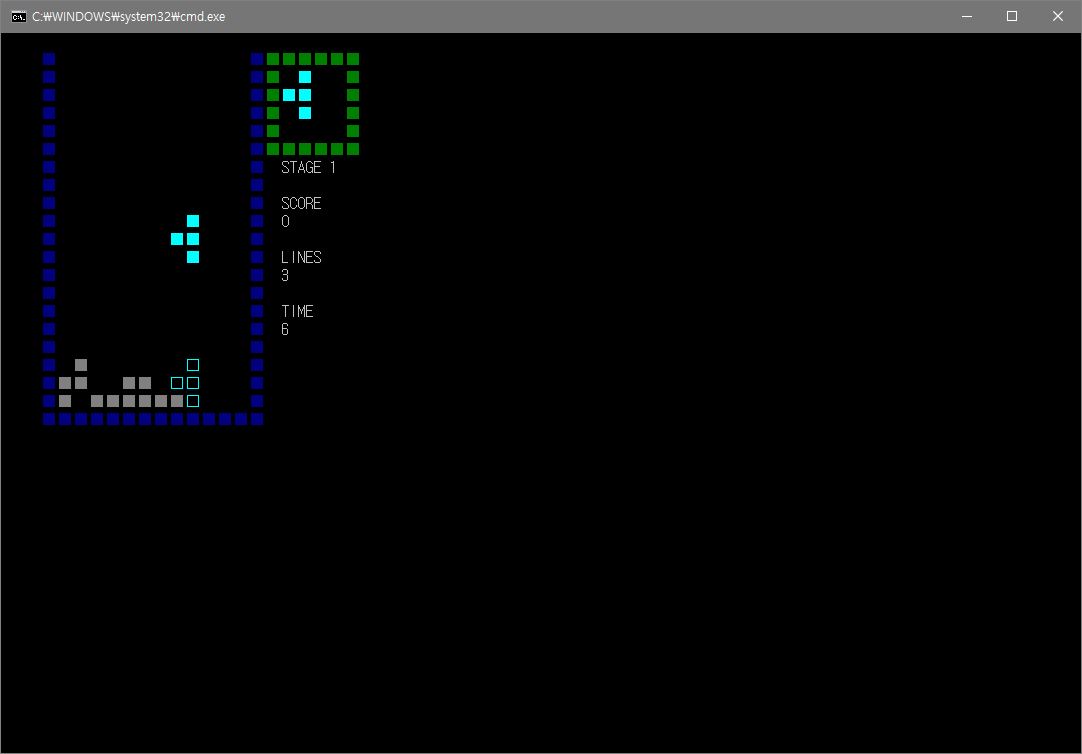 C:₩WINDOWS₩system32₩cmd.exe
STAGE 1
SCORE
0
LINES
3
TIME
6